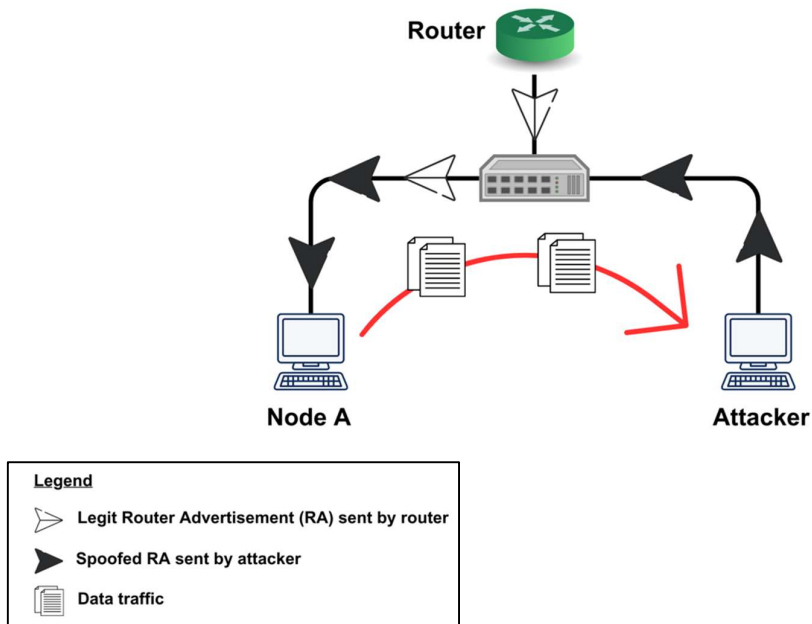 Router
Node A
Attacker
Legend
Legit Router Advertisement (RA) sent by router
Spoofed RA sent by attacker
Data traffic